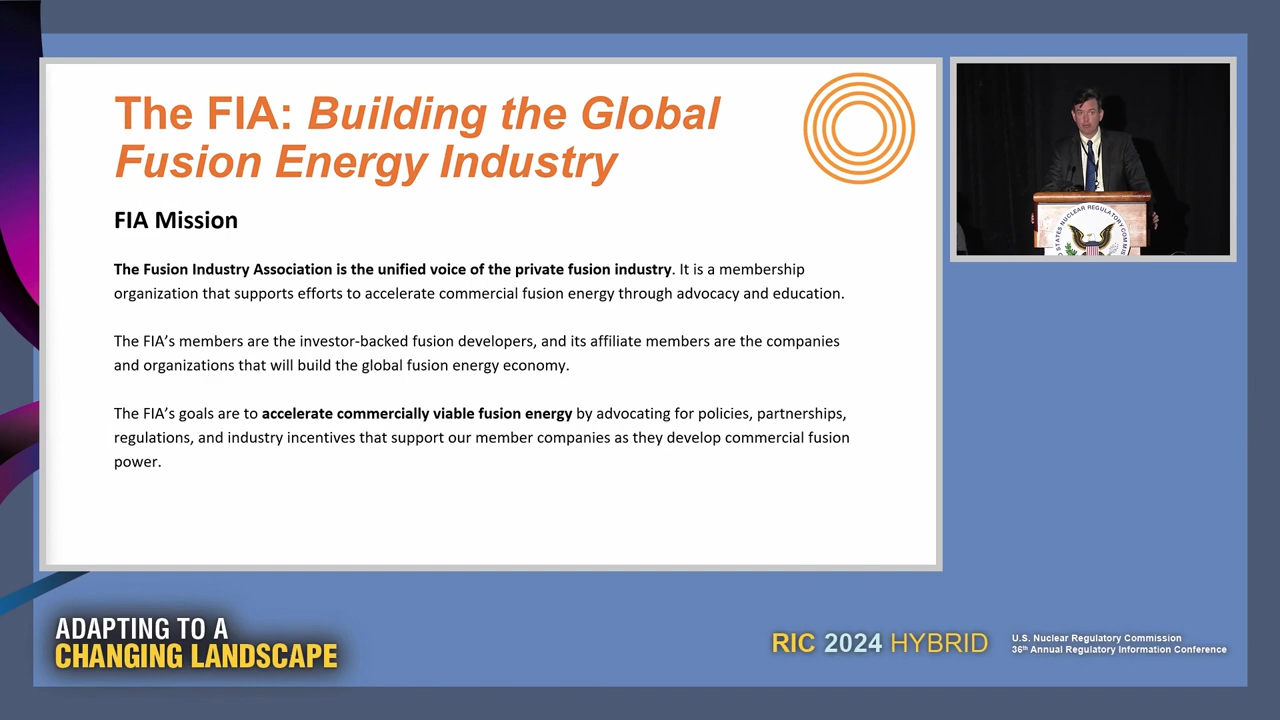 The FIA: Building the Global
Fusion Energy Industry
FIA Mission
The Fusion Industry Association is the unified voice of the private fusion industry. It is a membership
organization that supports efforts to accelerate commercial fusion energy through advocacy and education.
The FIA’s members are the investor-backed fusion developers, and its affiliate members are the companies
and organizations that will build the global fusion energy economy.
The FIA’s goals are to accelerate commercially viable fusion energy by advocating for policies, partnerships,
regulations, and industry incentives that support our member companies as they develop commercial fusion
power.
STATES NUCLEAR REGULATORY
ADAPTING TO A
CHANGING LANDSCAPE
RIC 2024 HYBRID
U.S. Nuclear Regulatory Commission
36th Annual Regulatory Information Conference